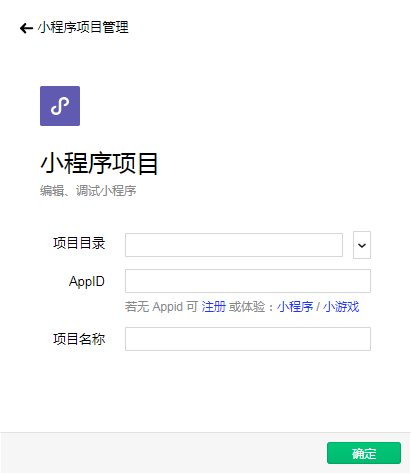 小程序项目管理
小程序项目
编辑、调试小程序
项目目录
AppID
若无 Appid 可 注册 或体验：小程序 / 小游戏
项目名称
确定